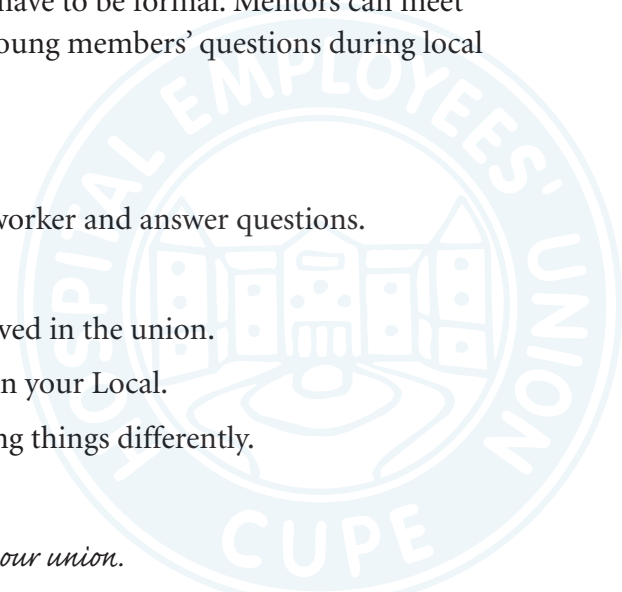 have to be formal. Mentors can meet
oung members’ questions during local
worker and answer questions.
ved in the union.
n your Local.
ng things differently.
our union.
HOSPITAL EMPLOYEES' UNION
CUPE